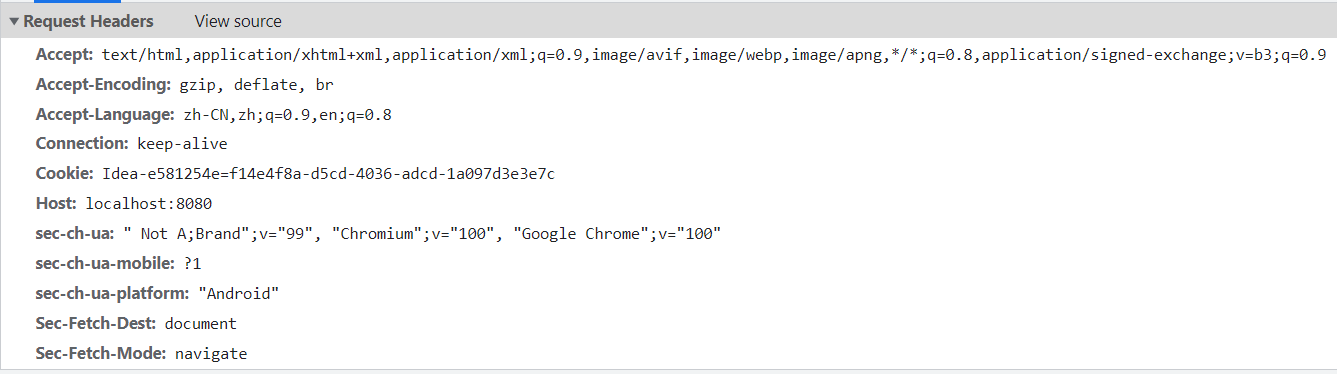 ▼ Request Headers View source
Accept: text/html,application/xhtml+xml,application/xml;q=0.9,image/avif,image/webp,image/apng,*/*;q=0.8,application/signed-exchange;v=b3;q=0.9
Accept-Encoding: gzip, deflate, br
Accept-Language: zh-CN,zh;q=0.9,en;q=0.8
Connection: keep-alive
Cookie: Idea-e581254e=f14e4f8a-d5cd-4036-adcd-1a097d3e3e7c
Host: localhost:8080
sec-ch-ua: " Not A;Brand";v="99", "Chromium";v="100", "Google Chrome";v="100"
sec-ch-ua-mobile: ?1
sec-ch-ua-platform: "Android"
Sec-Fetch-Dest: document
Sec-Fetch-Mode: navigate